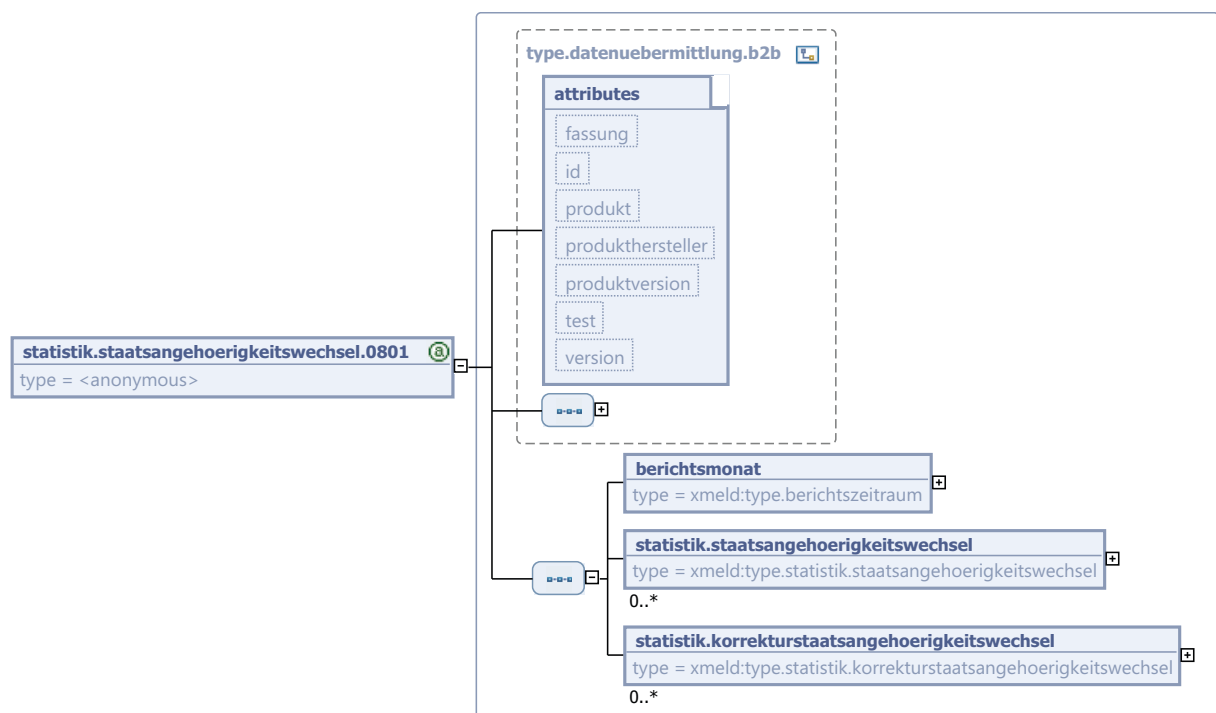 type.datenuebermittlung.b2b
attributes
fassung
id
produkt
produkthersteller
produktversion
test
version
statistik.staatsangehoerigkeitswechsel.0801
type = <anonymous>
berichtsmonat
type = xmeld:type.berichtszeitraum
statistik.staatsangehoerigkeitswechsel
type = xmeld:type.statistik.staatsangehoerigkeitswechsel
0..*
statistik.korrekturstaatsangehoerigkeitswechsel
type = xmeld:type.statistik.korrekturstaatsangehoerigkeitswechsel
0..*